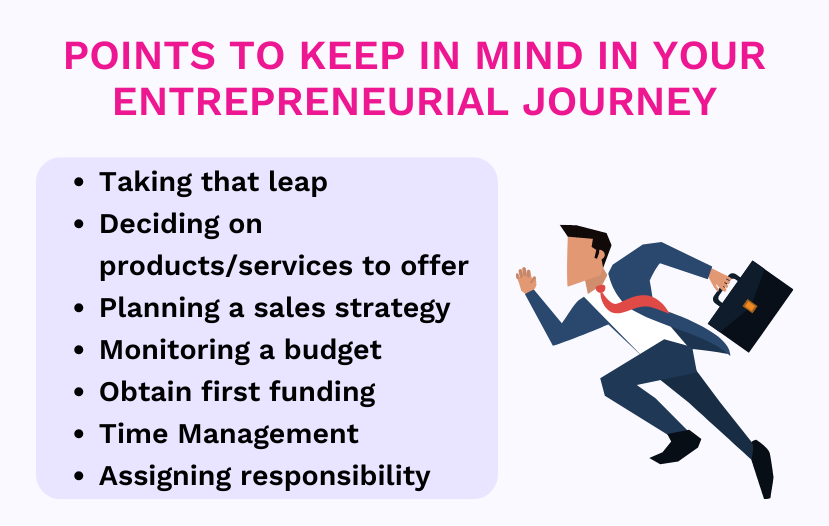 POINTS TO KEEP IN MIND IN YOUR
ENTREPRENEURIAL JOURNEY
• Taking that leap
• Deciding on
products/services to offer
• Planning a sales strategy
• Monitoring a budget
• Obtain first funding
• Time Management
• Assigning responsibility